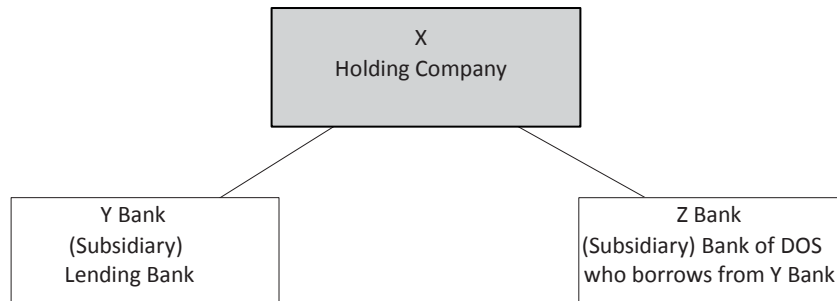 X
Holding Company
Y Bank
(Subsidiary)
Lending Bank
Z Bank
(Subsidiary) Bank of DOS
who borrows from Y Bank